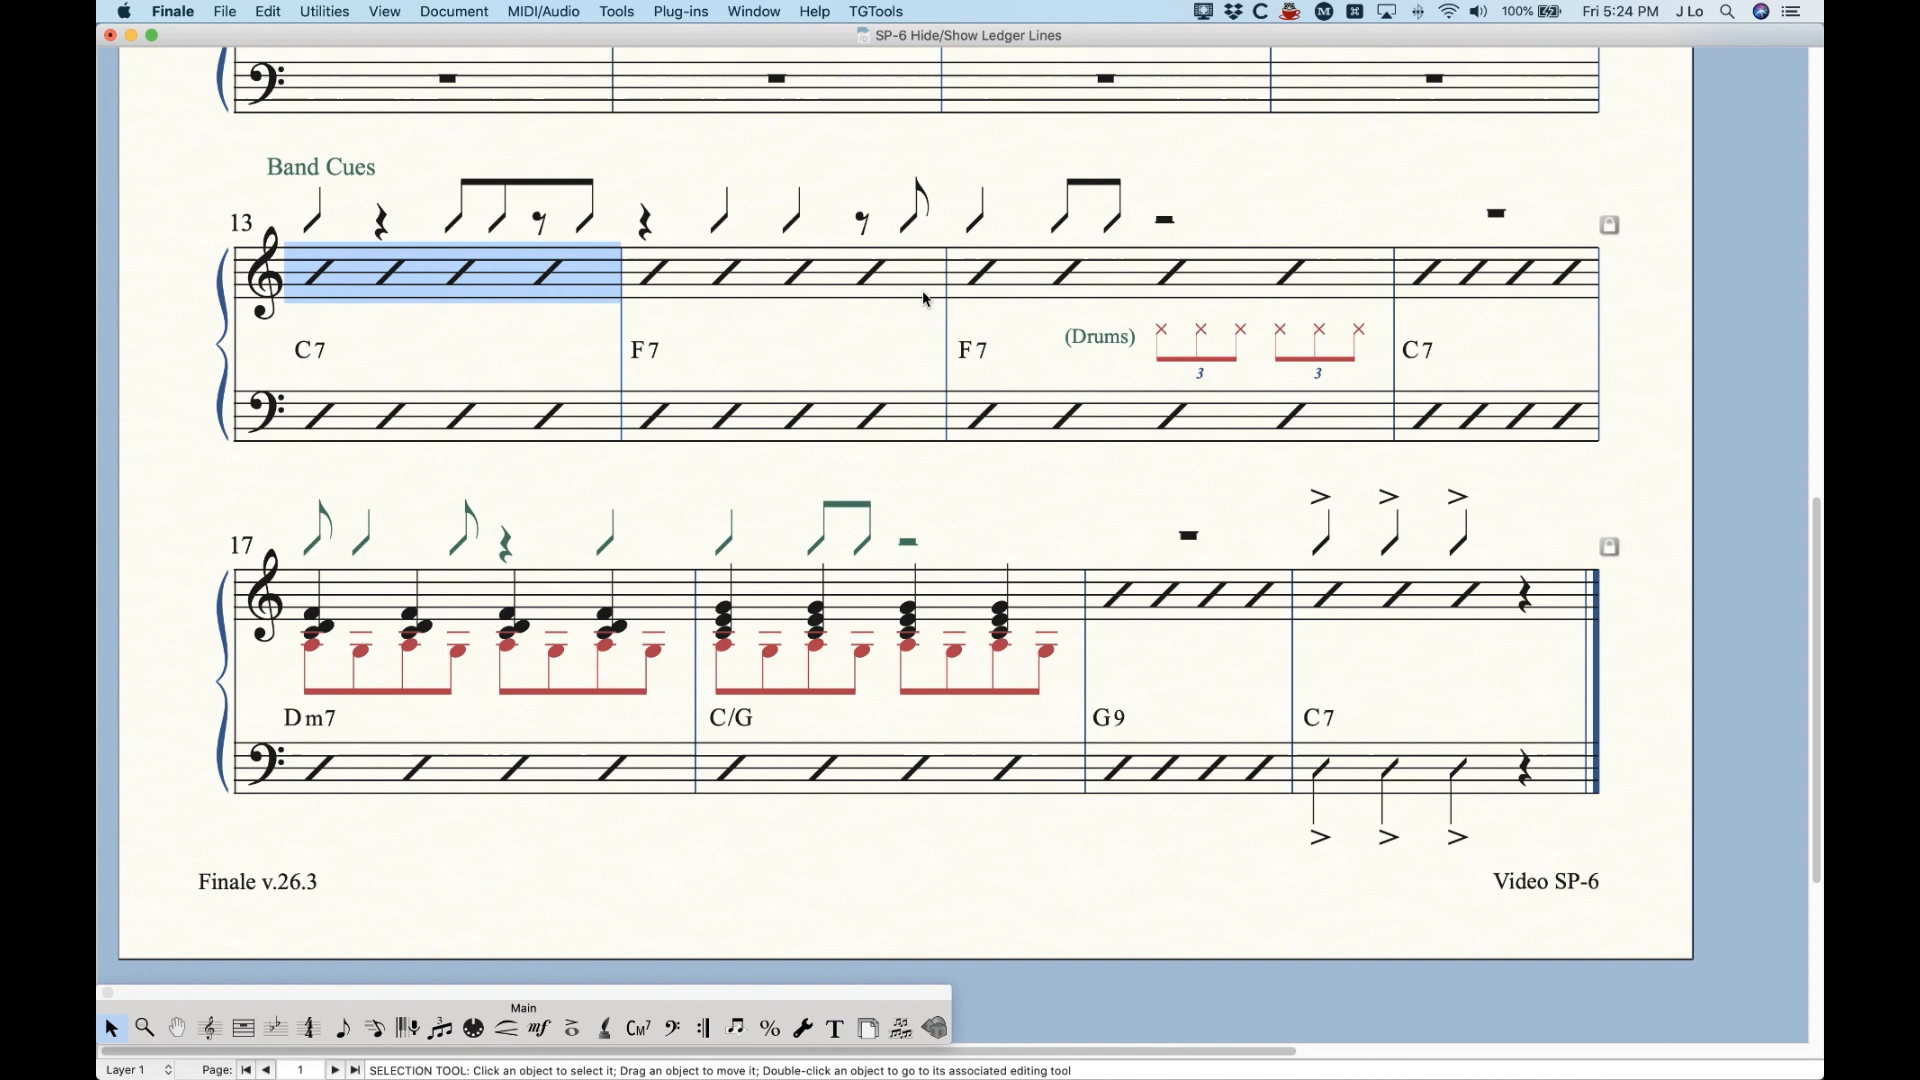 Finale File Edit Utilities View Document MIDI/Audio Tools Plug-ins Window Help TGTools 100% Fri 5:24 PM J Lo
SP-6 Hide/Show Ledger Lines
Band Cues
13
C7 F7 F7 (Drums) C7
3 3
17
Dm7 C/G G9 C7
Finale v.26.3 Video SP-6
Main
mf CM7 % T
Layer 1 Page: 1 SELECTION TOOL: Click an object to select it; Drag an object to move it; Double-click an object to go to its associated editing tool